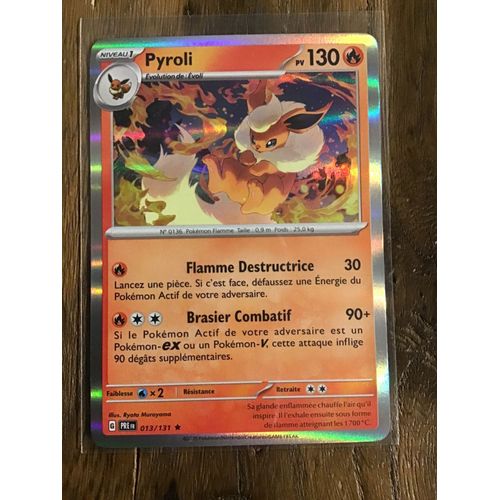 NIVEAU 1
Pyroli
PV 130
Évolution de : Évoli
N° 0136 Pokémon Flamme Taille : 0,9 m Poids : 25,0 kg
Flamme Destructrice 30
Lancez une pièce. Si c'est face, défaussez une Énergie du
Pokémon Actif de votre adversaire.
Brasier Combatif 90+
Si le Pokémon Actif de votre adversaire est un
Pokémon-ex ou un Pokémon-V, cette attaque inflige
90 dégâts supplémentaires.
Faiblesse ×2 Résistance Retraite
Sa glande enflammée chauffe l'air inhalé.
Il l'exhale ensuite sous forme
de flammes atteignant les 1 700 °C.
Illus. Ryota Murayama
G PRE FR 013/131 ★